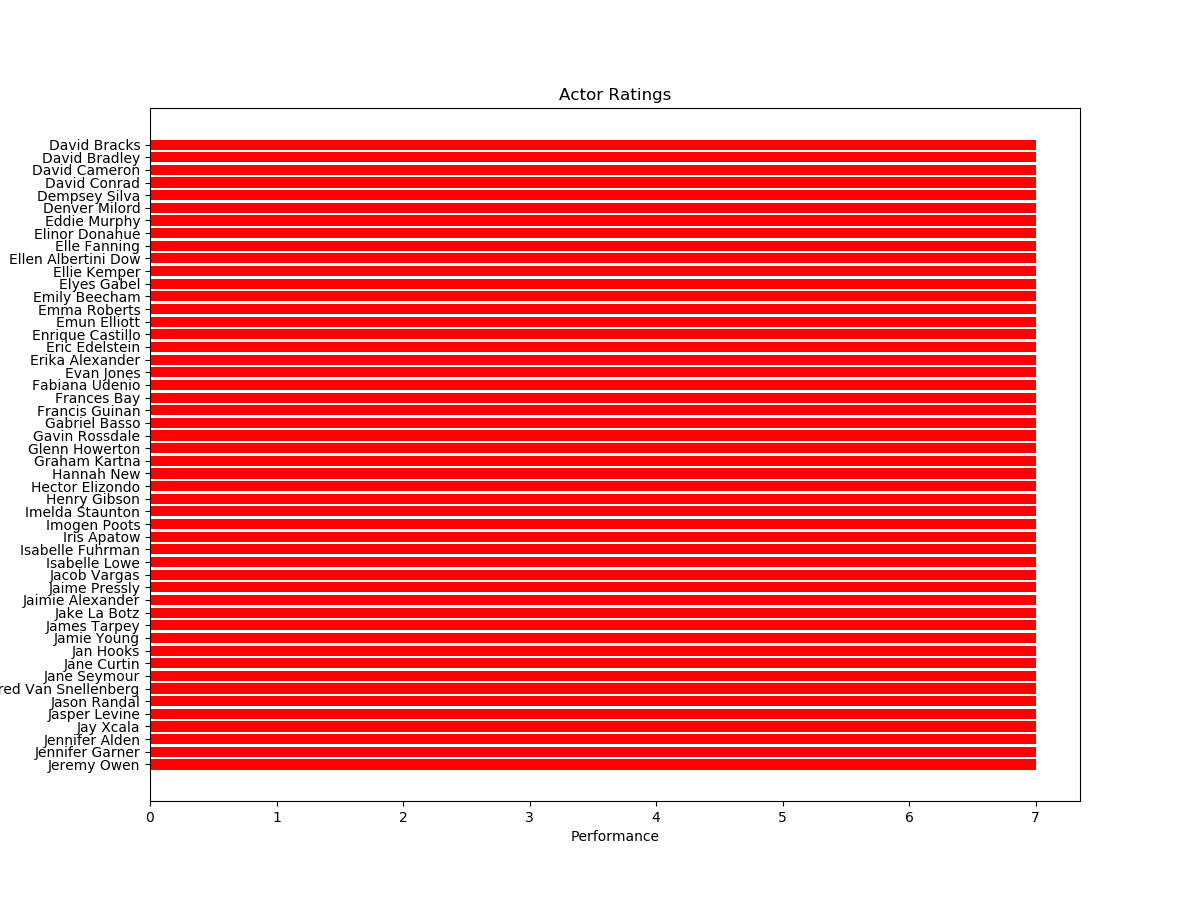 Actor Ratings
David Bracks
David Bradley
David Cameron
David Conrad
Dempsey Silva
Denver Milord
Eddie Murphy
Elinor Donahue
Elle Fanning
Ellen Albertini Dow
Ellie Kemper
Elyes Gabel
Emily Beecham
Emma Roberts
Emun Elliott
Enrique Castillo
Eric Edelstein
Erika Alexander
Evan Jones
Fabiana Udenio
Frances Bay
Francis Guinan
Gabriel Basso
Gavin Rossdale
Glenn Howerton
Graham Kartna
Hannah New
Hector Elizondo
Henry Gibson
Imelda Staunton
Imogen Poots
Iris Apatow
Isabelle Fuhrman
Isabelle Lowe
Jacob Vargas
Jaime Pressly
Jaimie Alexander
Jake La Botz
James Tarpey
Jamie Young
Jan Hooks
Jane Curtin
Jane Seymour
red Van Snellenberg
Jason Randal
Jasper Levine
Jay Xcala
Jennifer Alden
Jennifer Garner
Jeremy Owen
0 1 2 3 4 5 6 7
Performance